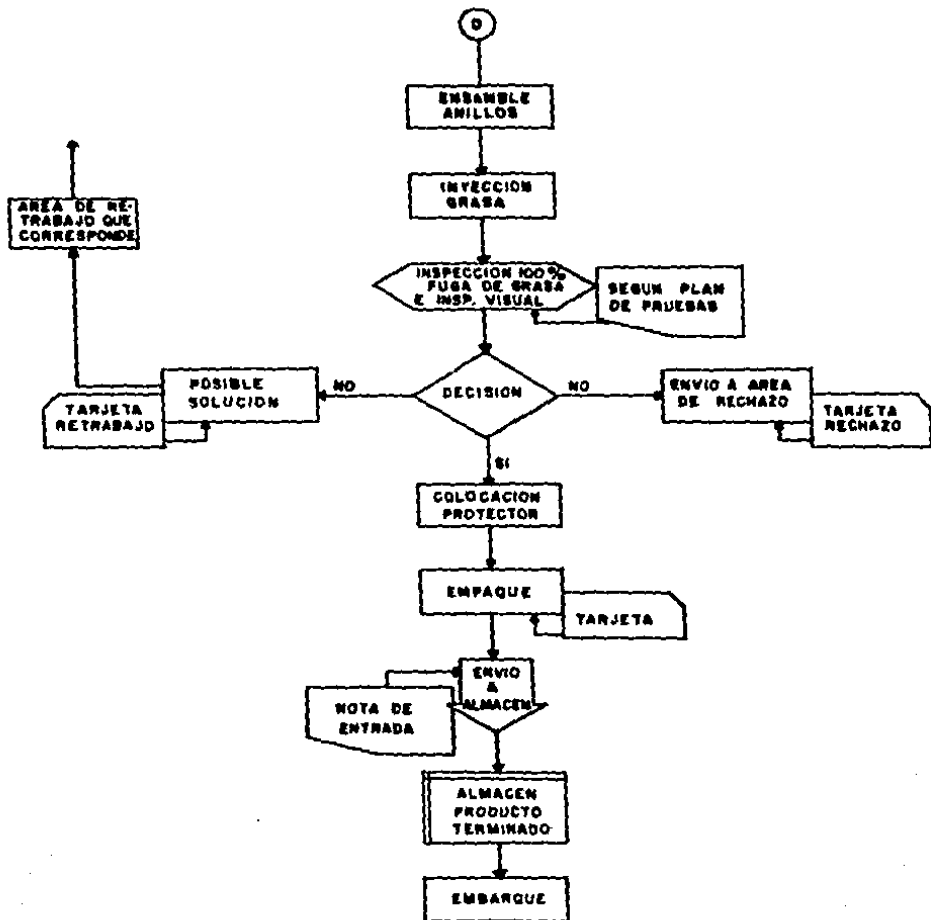 D
ENSAMBLE
ANILLOS
INYECCION
GRASA
AREA DE RE-
TRABAJO QUE
CORRESPONDE
INSPECCION 100%
FUGA DE GRASA
E INSP. VISUAL
SEGUN PLAN
DE PRUEBAS
POSIBLE
SOLUCION
NO
DECISION
NO
ENVIO A AREA
DE RECHAZO
TARJETA
RETRABAJO
TARJETA
RECHAZO
SI
COLOCACION
PROTECTOR
EMPAQUE
TARJETA
ENVIO
A
ALMACEN
NOTA DE
ENTRADA
ALMACEN
PRODUCTO
TERMINADO
EMBARQUE